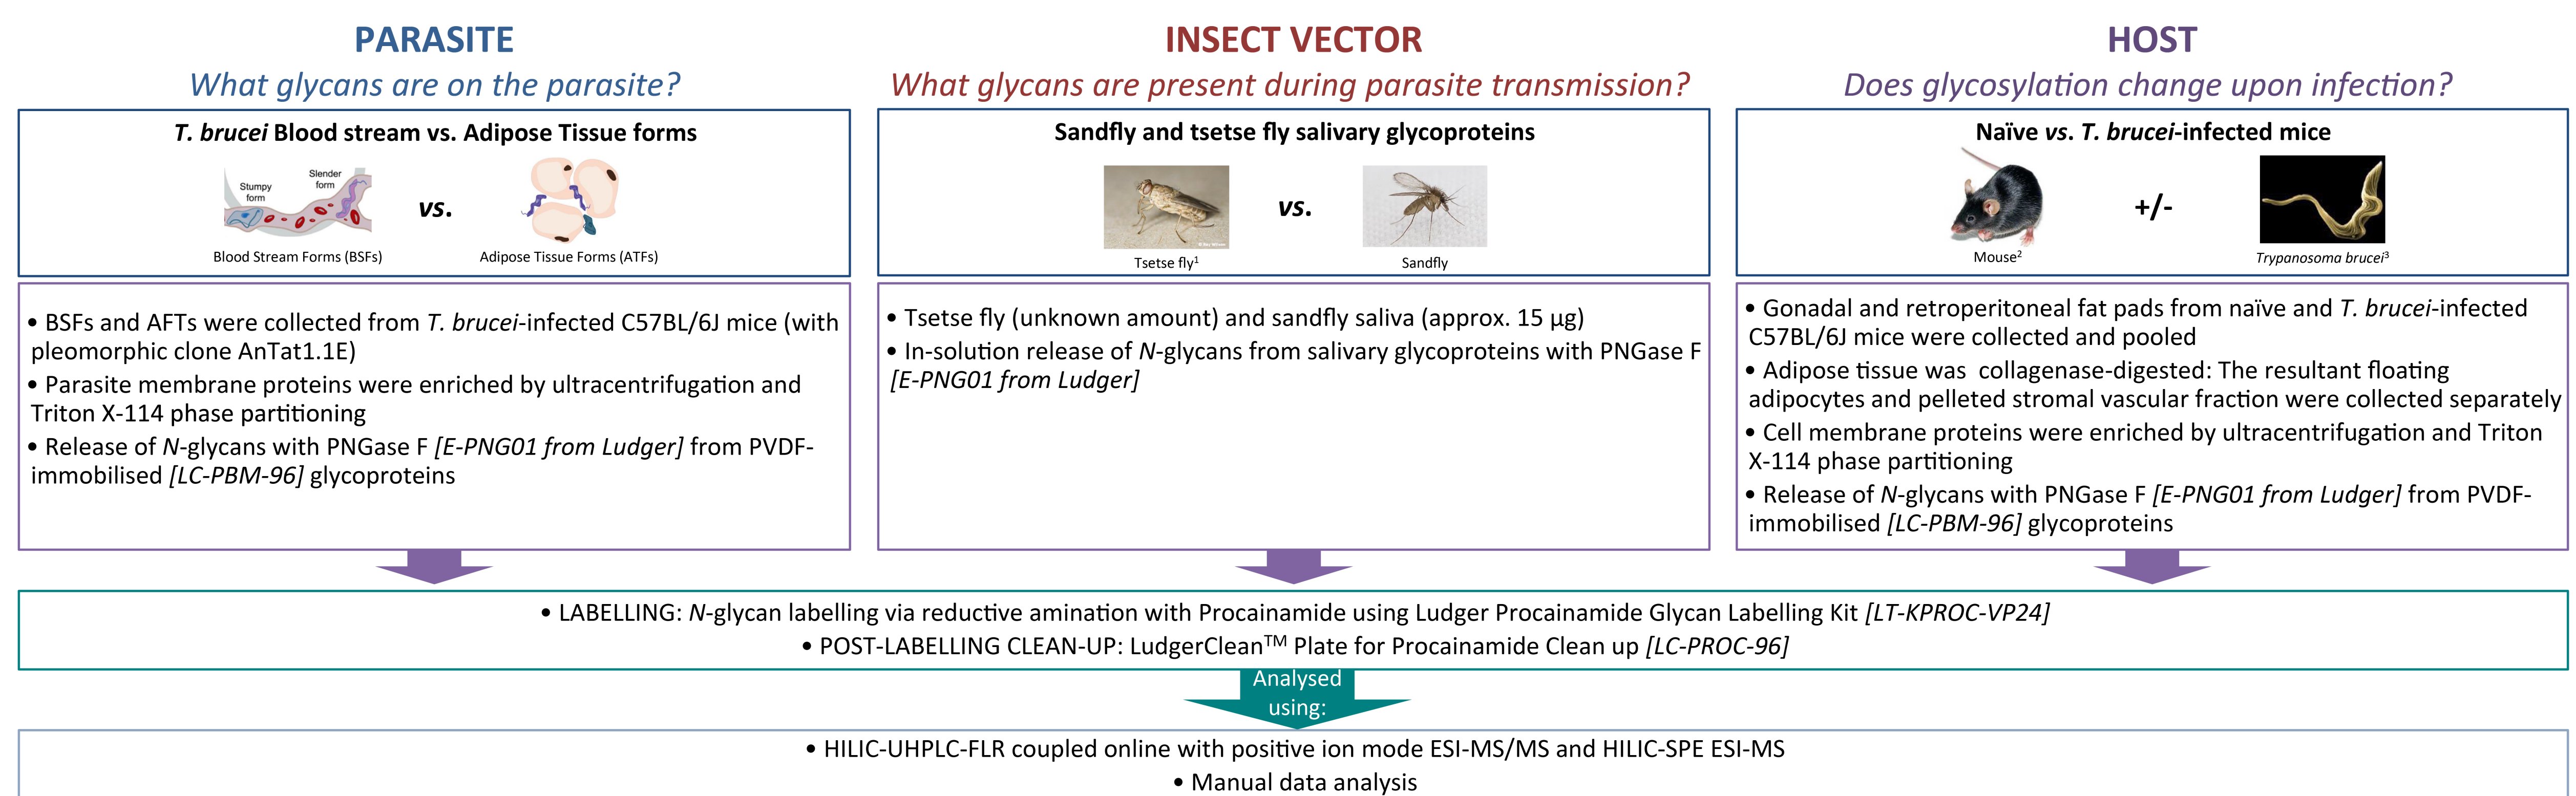 PARASITE
What glycans are on the parasite?
T. brucei Blood stream vs. Adipose Tissue forms
Stumpy
form
Slender
form
vs.
Blood Stream Forms (BSFs)
Adipose Tissue Forms (ATFs)
• BSFs and AFTs were collected from T. brucei-infected C57BL/6J mice (with
pleomorphic clone AnTat1.1E)
• Parasite membrane proteins were enriched by ultracentrifugation and
Triton X-114 phase partitioning
• Release of N-glycans with PNGase F [E-PNG01 from Ludger] from PVDF-
immobilised [LC-PBM-96] glycoproteins
INSECT VECTOR
What glycans are present during parasite transmission?
Sandfly and tsetse fly salivary glycoproteins
vs.
Tsetse fly1
Sandfly
• Tsetse fly (unknown amount) and sandfly saliva (approx. 15 µg)
• In-solution release of N-glycans from salivary glycoproteins with PNGase F
[E-PNG01 from Ludger]
HOST
Does glycosylation change upon infection?
Naïve vs. T. brucei-infected mice
+/-
Mouse2
Trypanosoma brucei3
• Gonadal and retroperitoneal fat pads from naïve and T. brucei-infected
C57BL/6J mice were collected and pooled
• Adipose tissue was collagenase-digested: The resultant floating
adipocytes and pelleted stromal vascular fraction were collected separately
• Cell membrane proteins were enriched by ultracentrifugation and Triton
X-114 phase partitioning
• Release of N-glycans with PNGase F [E-PNG01 from Ludger] from PVDF-
immobilised [LC-PBM-96] glycoproteins
• LABELLING: N-glycan labelling via reductive amination with Procainamide using Ludger Procainamide Glycan Labelling Kit [LT-KPROC-VP24]
• POST-LABELLING CLEAN-UP: LudgerClean™ Plate for Procainamide Clean up [LC-PROC-96]
Analysed
using:
• HILIC-UHPLC-FLR coupled online with positive ion mode ESI-MS/MS and HILIC-SPE ESI-MS
• Manual data analysis